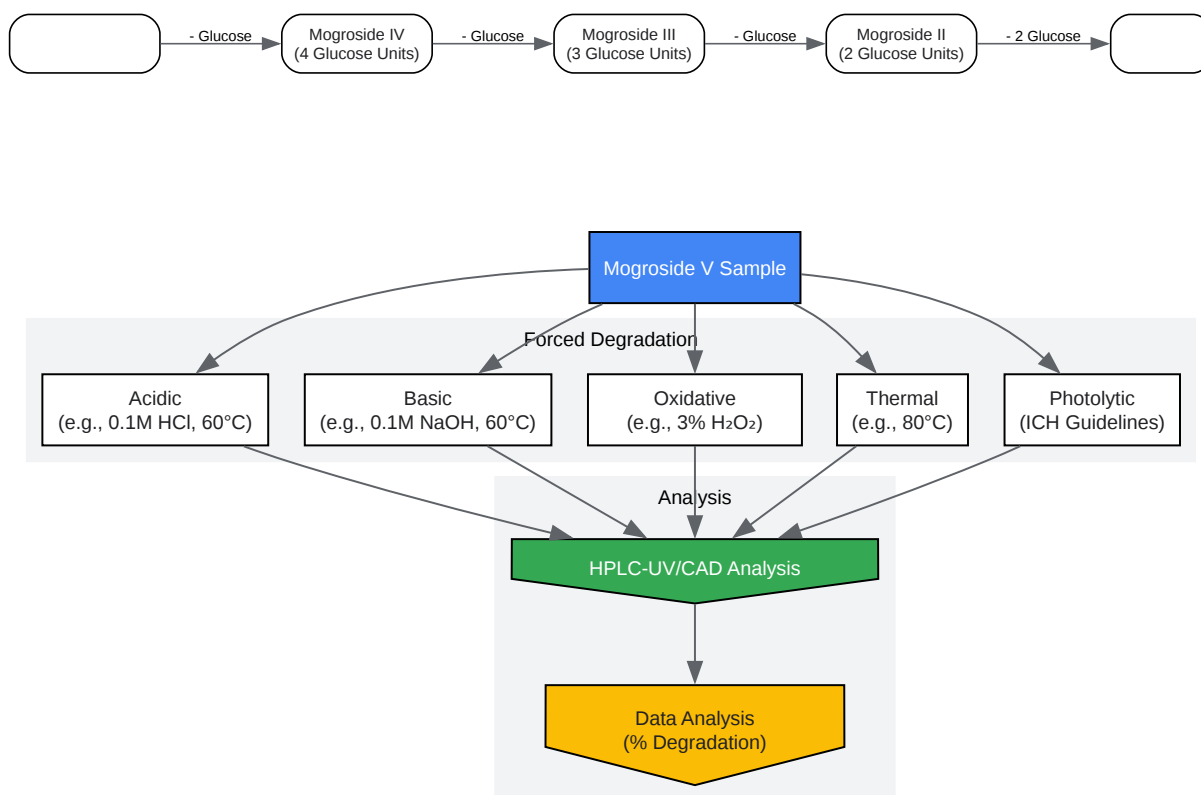 - Glucose
Mogroside IV
(4 Glucose Units)
- Glucose
Mogroside III
(3 Glucose Units)
- Glucose
Mogroside II
(2 Glucose Units)
- 2 Glucose
Mogroside V Sample
Forced Degradation
Acidic
(e.g., 0.1M HCl, 60°C)
Basic
(e.g., 0.1M NaOH, 60°C)
Oxidative
(e.g., 3% H₂O₂)
Thermal
(e.g., 80°C)
Photolytic
(ICH Guidelines)
Analysis
HPLC-UV/CAD Analysis
Data Analysis
(% Degradation)